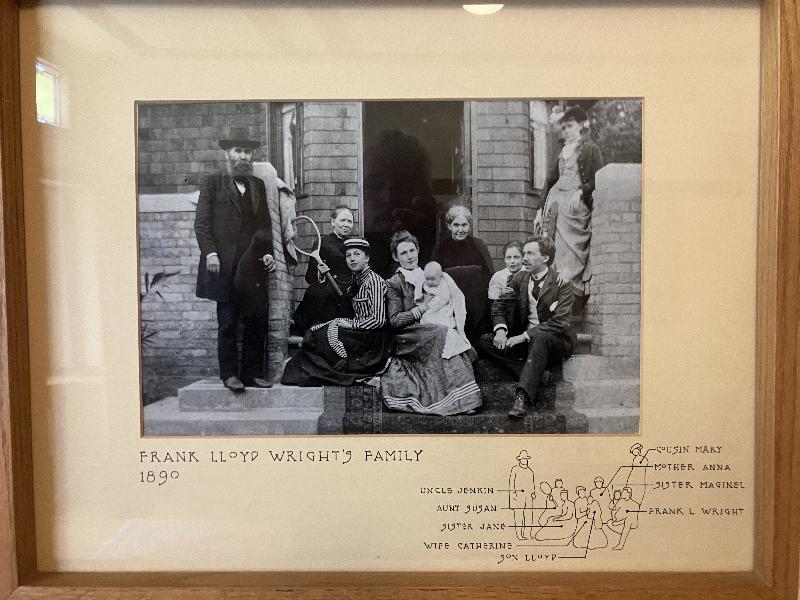 FRANK LLOYD WRIGHT'S FAMILY
1890
COUSIN MARY
MOTHER ANNA
SISTER MAGINEL
FRANK L WRIGHT
UNCLE JENKIN
AUNT SUSAN
SISTER JANE
WIFE CATHERINE
SON LLOYD